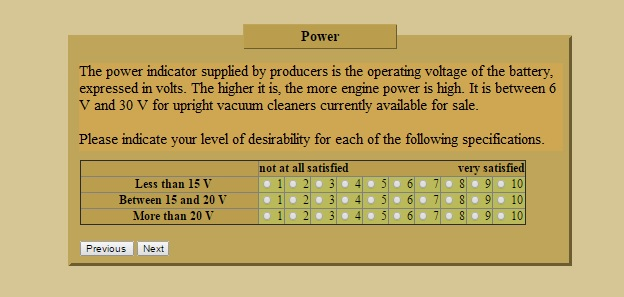 Power
The power indicator supplied by producers is the operating voltage of the battery,
expressed in volts. The higher it is, the more engine power is high. It is between 6
V and 30 V for upright vacuum cleaners currently available for sale.
Please indicate your level of desirability for each of the following specifications.
not at all satisfied very satisfied
Less than 15 V 1 2 3 4 5 6 7 8 9 10
Between 15 and 20 V 1 2 3 4 5 6 7 8 9 10
More than 20 V 1 2 3 4 5 6 7 8 9 10
Previous Next